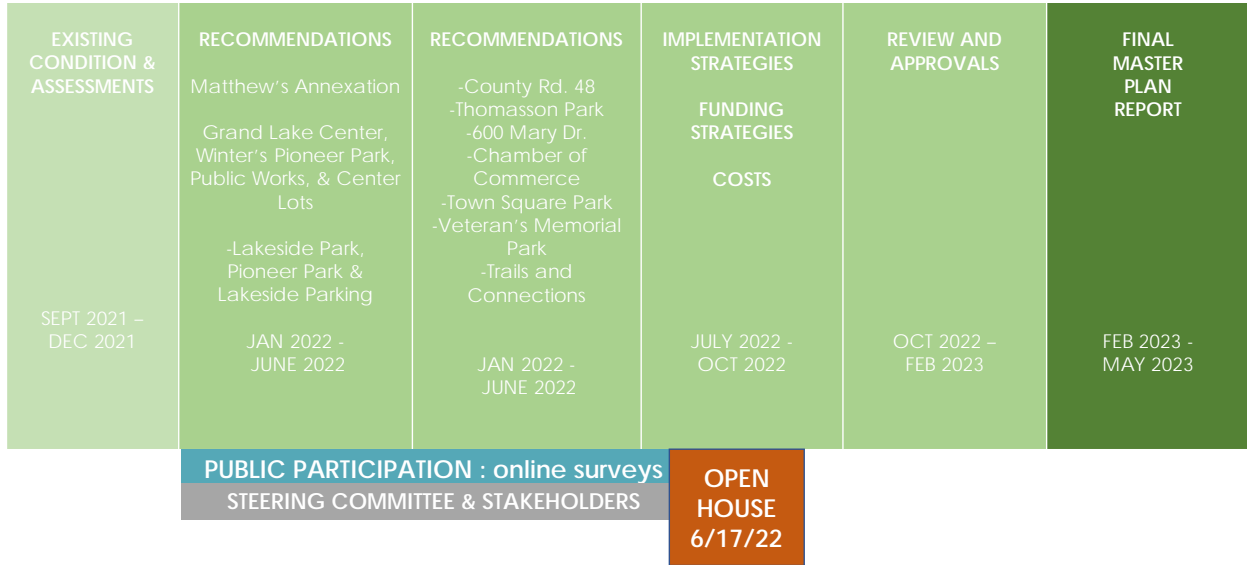 EXISTING
CONDITION &
ASSESSMENTS
SEPT 2021 –
DEC 2021
RECOMMENDATIONS
Matthew's Annexation
Grand Lake Center,
Winter's Pioneer Park,
Public Works, & Center
Lots
-Lakeside Park,
Pioneer Park &
Lakeside Parking
JAN 2022 -
JUNE 2022
RECOMMENDATIONS
-County Rd. 48
-Thomasson Park
-600 Mary Dr.
-Chamber of
Commerce
-Town Square Park
-Veteran's Memorial
Park
-Trails and
Connections
JAN 2022 -
JUNE 2022
IMPLEMENTATION
STRATEGIES
FUNDING
STRATEGIES
COSTS
JULY 2022 -
OCT 2022
REVIEW AND
APPROVALS
OCT 2022 –
FEB 2023
FINAL
MASTER
PLAN
REPORT
FEB 2023 -
MAY 2023
PUBLIC PARTICIPATION : online surveys
STEERING COMMITTEE & STAKEHOLDERS
OPEN
HOUSE
6/17/22